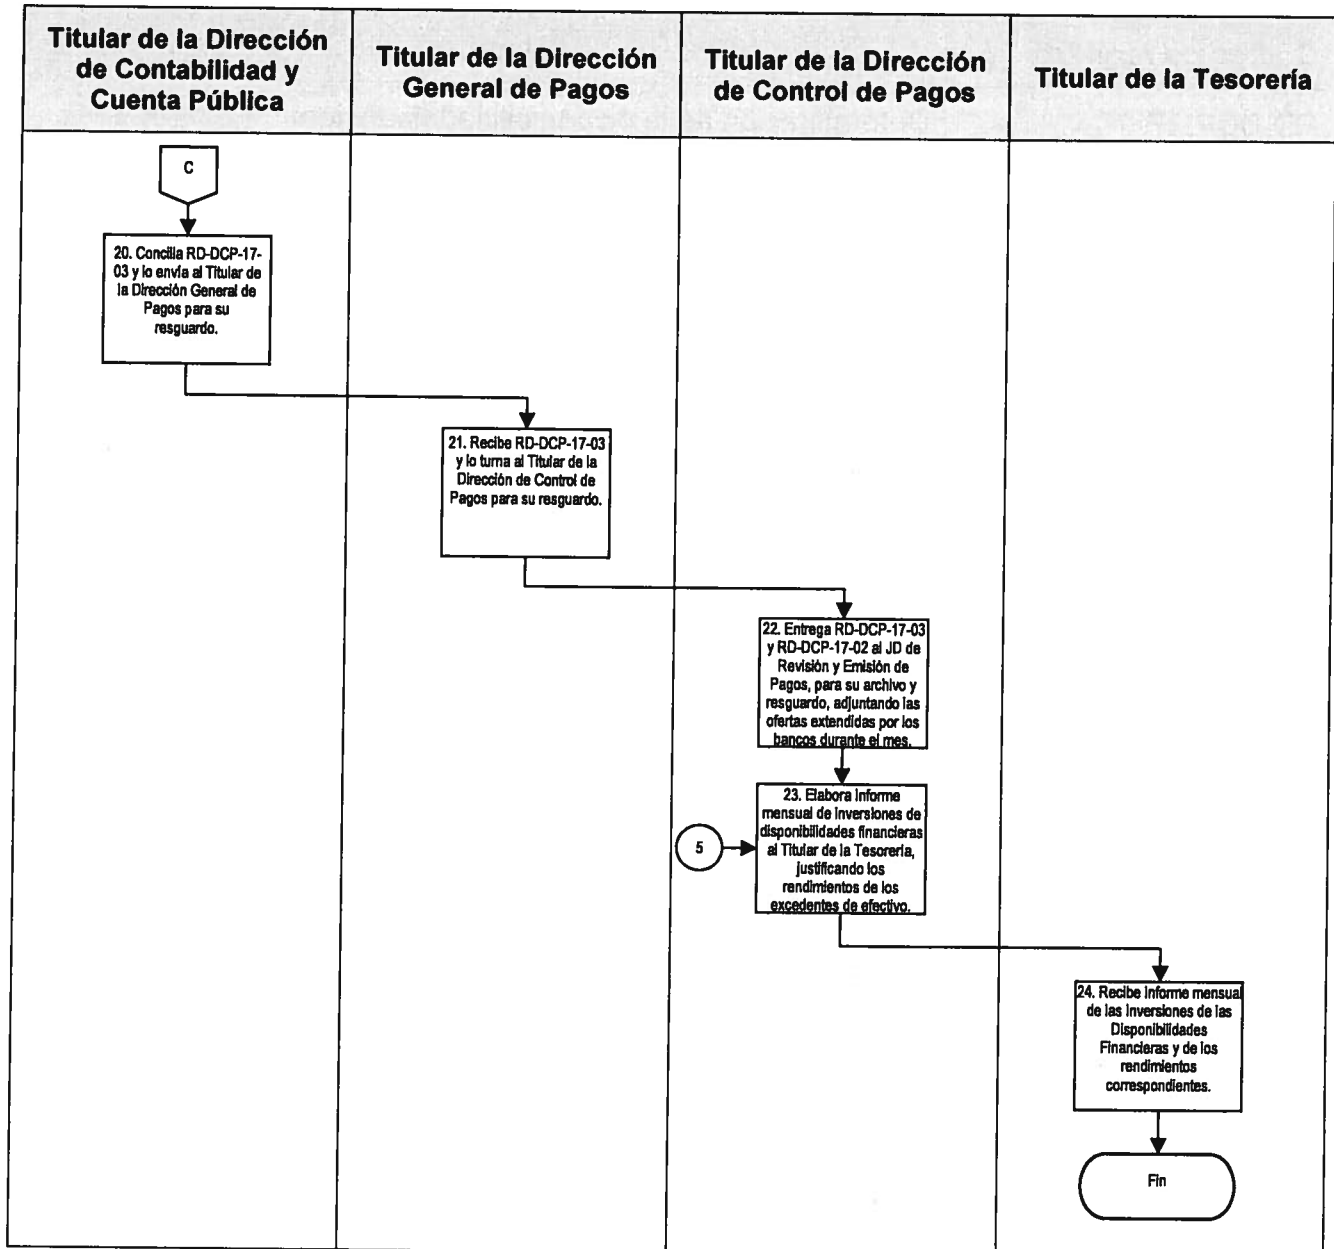 Titular de la Dirección
de Contabilidad y
Cuenta Pública
Titular de la Dirección
General de Pagos
Titular de la Dirección
de Control de Pagos
Titular de la Tesorería
C
20. Concilia RD-DCP-17-
03 y lo envía al Titular de
la Dirección General de
Pagos para su
resguardo.
21. Recibe RD-DCP-17-03
y lo turna al Titular de la
Dirección de Control de
Pagos para su resguardo.
22. Entrega RD-DCP-17-03
y RD-DCP-17-02 al JD de
Revisión y Emisión de
Pagos, para su archivo y
resguardo, adjuntando las
ofertas extendidas por los
bancos durante el mes.
23. Elabora Informe
mensual de inversiones de
disponibilidades financieras
al Titular de la Tesorería,
justificando los
rendimientos de los
excedentes de efectivo.
5
24. Recibe Informe mensual
de las Inversiones de las
Disponibilidades
Financieras y de los
rendimientos
correspondientes.
Fin